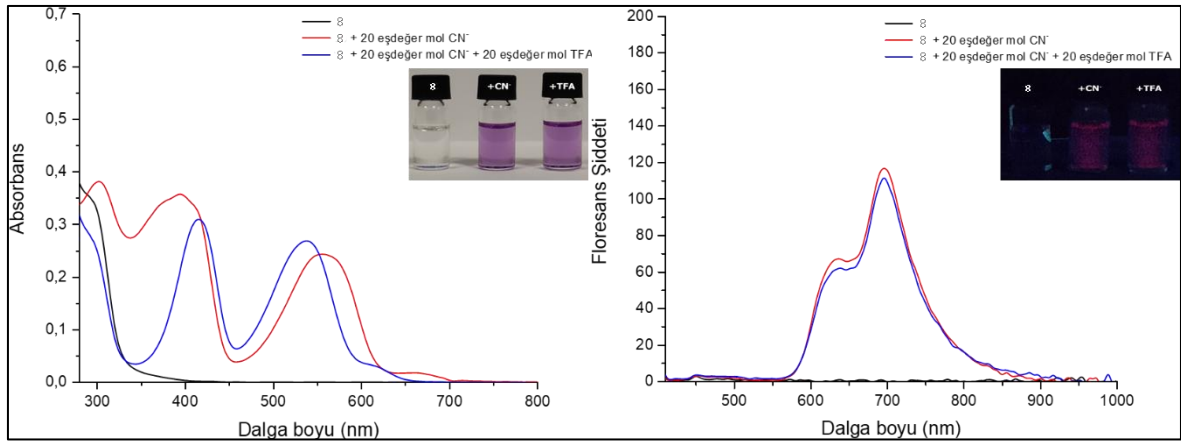 8
8 + 20 eşdeğer mol CN⁻
8 + 20 eşdeğer mol CN⁻ + 20 eşdeğer mol TFA
8 +CN⁻ +TFA
0,7
0,6
0,5
0,4
0,3
0,2
0,1
0,0
Absorbans
300 400 500 600 700 800
Dalga boyu (nm)
8
8 + 20 eşdeğer mol CN⁻
8 + 20 eşdeğer mol CN⁻ + 20 eşdeğer mol TFA
8 +CN⁻ +TFA
200
180
160
140
120
100
80
60
40
20
0
Floresans Şiddeti
500 600 700 800 900 1000
Dalga boyu (nm)